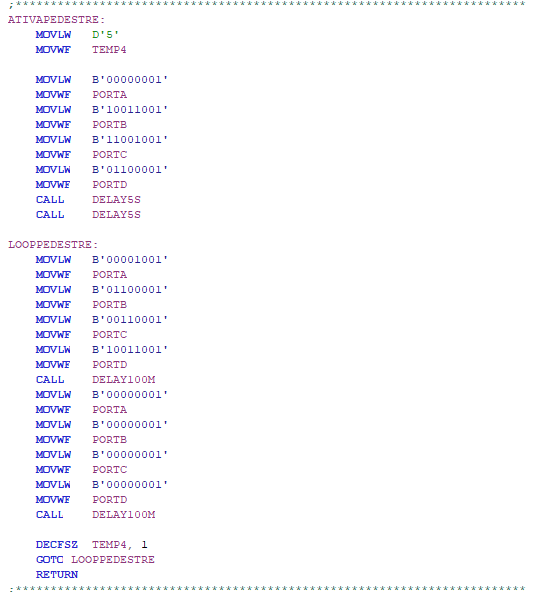 ;*************************************************************************
ATIVAPEDESTRE:
MOVLW D'5'
MOVWF TEMP4
MOVLW B'00000001'
MOVWF PORTA
MOVLW B'10011001'
MOVWF PORTB
MOVLW B'11001001'
MOVWF PORTC
MOVLW B'01100001'
MOVWF PORTD
CALL DELAY5S
CALL DELAY5S
LOOPPEDESTRE:
MOVLW B'00001001'
MOVWF PORTA
MOVLW B'01100001'
MOVWF PORTB
MOVLW B'00110001'
MOVWF PORTC
MOVLW B'10011001'
MOVWF PORTD
CALL DELAY100M
MOVLW B'00000001'
MOVWF PORTA
MOVLW B'00000001'
MOVWF PORTB
MOVLW B'00000001'
MOVWF PORTC
MOVLW B'00000001'
MOVWF PORTD
CALL DELAY100M
DECFSZ TEMP4, 1
GOTO LOOPPEDESTRE
RETURN
;*************************************************************************